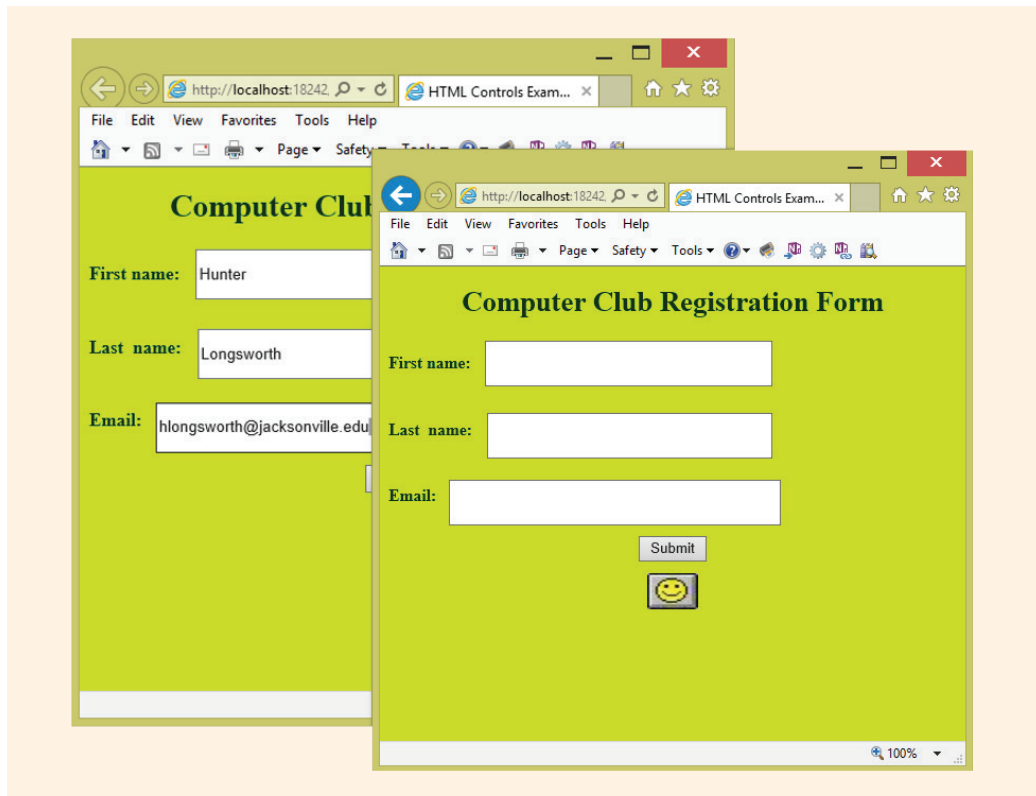 http://localhost:18242,
HTML Controls Exam...
File Edit View Favorites Tools Help
Page Safety
Computer Club
First name: Hunter
Last name: Longsworth
Email: hlongsworth@jacksonville.edu
http://localhost:18242,
HTML Controls Exam...
File Edit View Favorites Tools Help
Page Safety Tools
Computer Club Registration Form
First name:
Last name:
Email:
Submit
100%